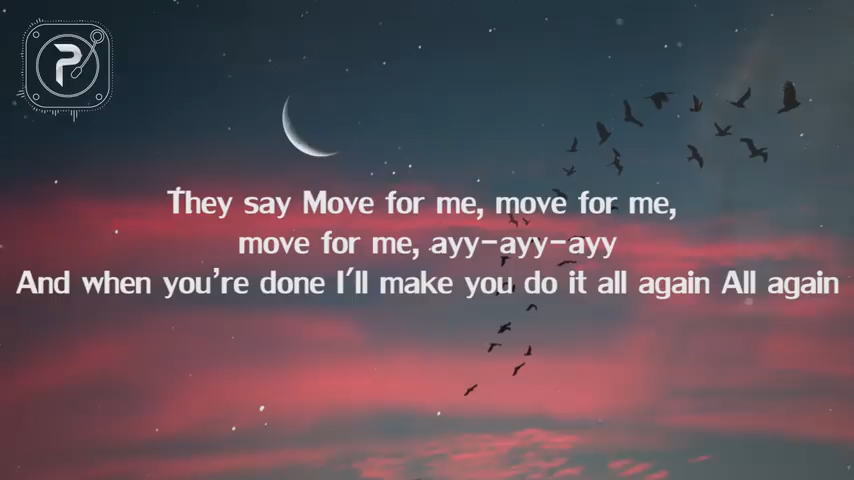 They say Move for me, move for me,
move for me, ayy-ayy-ayy
And when you're done I'll make you do it all again All again